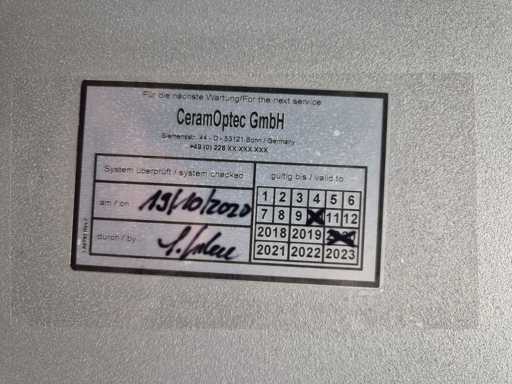 Für die nächste Wartung/For the next service
CeramOptec GmbH
Siemensstr. 44 - D - 53121 Bonn / Germany
+49 (0) 228 XX XXX XXX
System überprüft / system checked
gültig bis / valid to:
am / on 19/10/2020
durch / by
1 2 3 4 5 6
7 8 9 11 12
2018 2019
2021 2022 2023